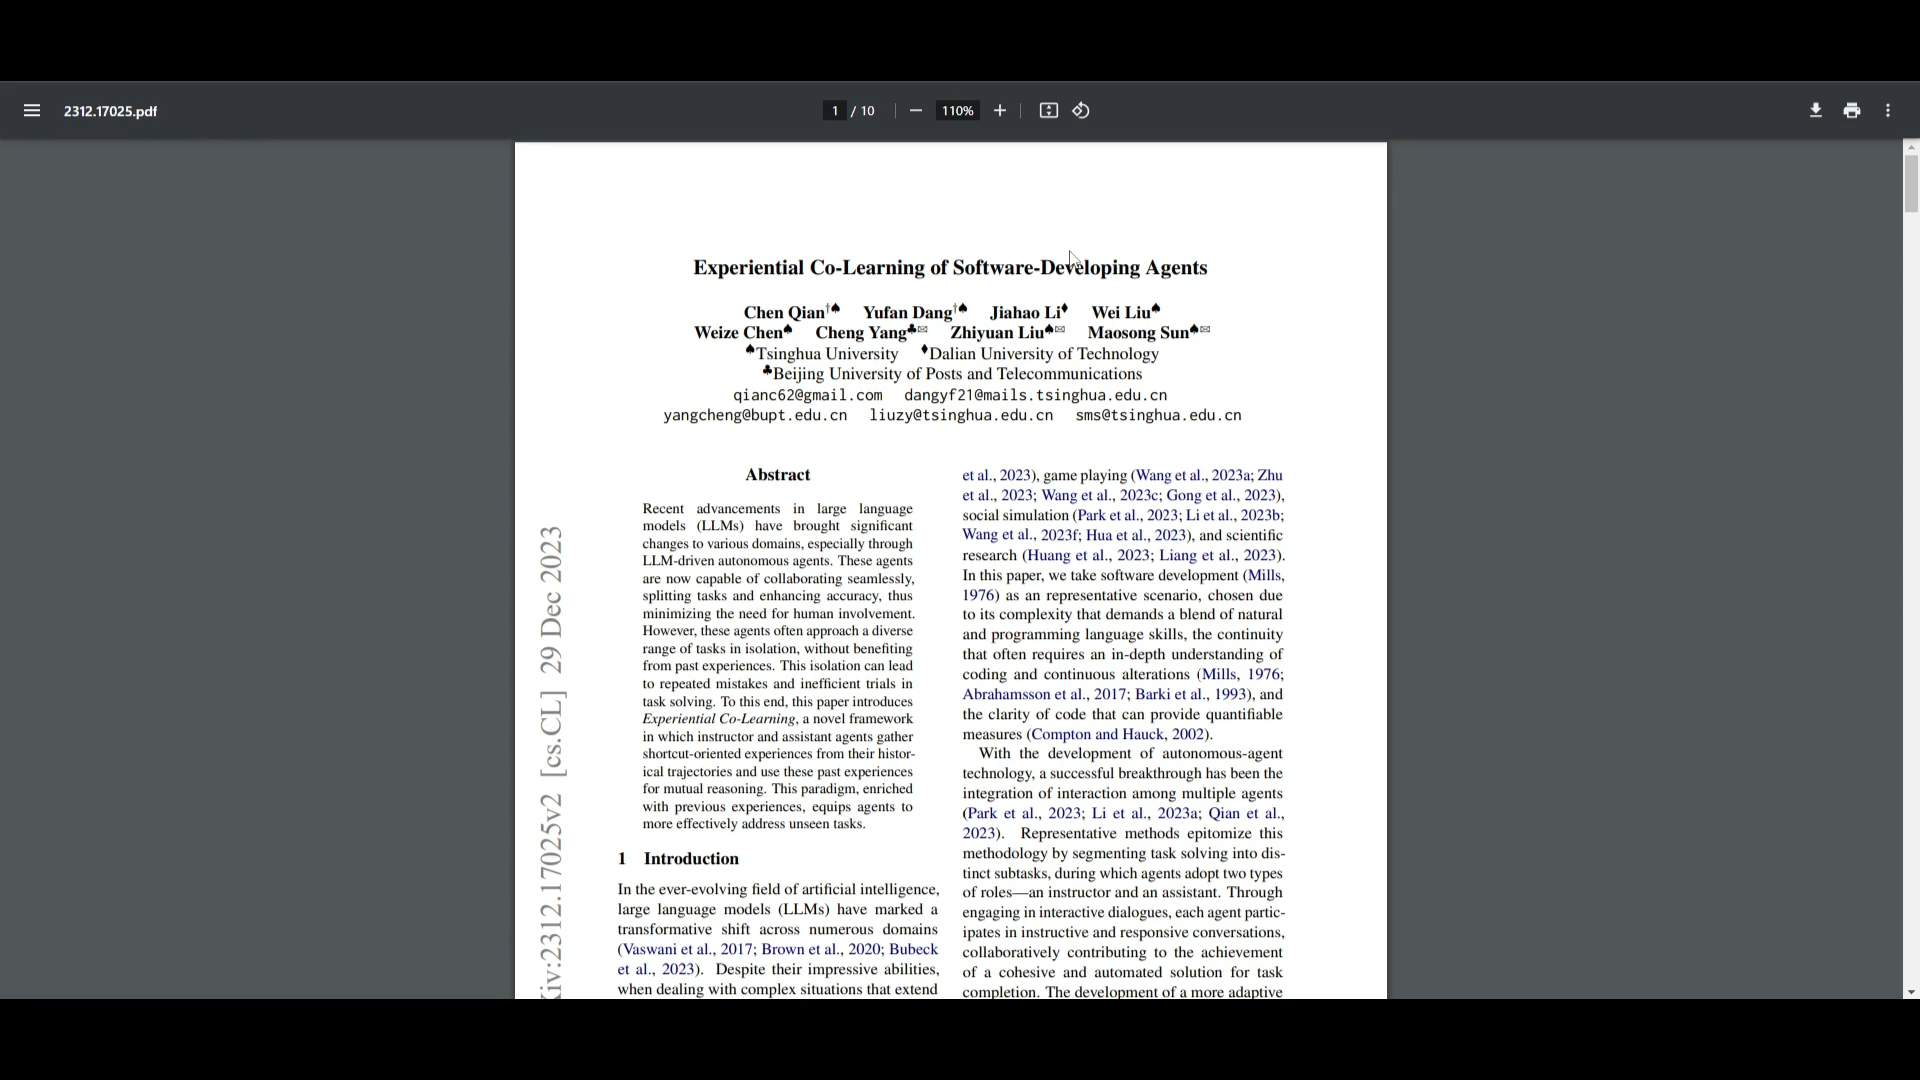 2312.17025.pdf
1 / 10
110%
Experiential Co-Learning of Software-Developing Agents
Chen Qian†♠ Yufan Dang†♠ Jiahao Li♦ Wei Liu♠
Weize Chen♠ Cheng Yang♣✉ Zhiyuan Liu♠✉ Maosong Sun♠✉
♠Tsinghua University ♦Dalian University of Technology
♣Beijing University of Posts and Telecommunications
qianc62@gmail.com dangyf21@mails.tsinghua.edu.cn
yangcheng@bupt.edu.cn liuzy@tsinghua.edu.cn sms@tsinghua.edu.cn
Abstract
Recent advancements in large language
models (LLMs) have brought significant
changes to various domains, especially through
LLM-driven autonomous agents. These agents
are now capable of collaborating seamlessly,
splitting tasks and enhancing accuracy, thus
minimizing the need for human involvement.
However, these agents often approach a diverse
range of tasks in isolation, without benefiting
from past experiences. This isolation can lead
to repeated mistakes and inefficient trials in
task solving. To this end, this paper introduces
Experiential Co-Learning, a novel framework
in which instructor and assistant agents gather
shortcut-oriented experiences from their histor-
ical trajectories and use these past experiences
for mutual reasoning. This paradigm, enriched
with previous experiences, equips agents to
more effectively address unseen tasks.
1 Introduction
In the ever-evolving field of artificial intelligence,
large language models (LLMs) have marked a
transformative shift across numerous domains
(Vaswani et al., 2017; Brown et al., 2020; Bubeck
et al., 2023). Despite their impressive abilities,
when dealing with complex situations that extend
et al., 2023), game playing (Wang et al., 2023a; Zhu
et al., 2023; Wang et al., 2023c; Gong et al., 2023),
social simulation (Park et al., 2023; Li et al., 2023b;
Wang et al., 2023f; Hua et al., 2023), and scientific
research (Huang et al., 2023; Liang et al., 2023).
In this paper, we take software development (Mills,
1976) as an representative scenario, chosen due
to its complexity that demands a blend of natural
and programming language skills, the continuity
that often requires an in-depth understanding of
coding and continuous alterations (Mills, 1976;
Abrahamsson et al., 2017; Barki et al., 1993), and
the clarity of code that can provide quantifiable
measures (Compton and Hauck, 2002).
With the development of autonomous-agent
technology, a successful breakthrough has been the
integration of interaction among multiple agents
(Park et al., 2023; Li et al., 2023a; Qian et al.,
2023). Representative methods epitomize this
methodology by segmenting task solving into dis-
tinct subtasks, during which agents adopt two types
of roles—an instructor and an assistant. Through
engaging in interactive dialogues, each agent partic-
ipates in instructive and responsive conversations,
collaboratively contributing to the achievement
of a cohesive and automated solution for task
completion. The development of a more adaptive
Xiv:2312.17025v2 [cs.CL] 29 Dec 2023